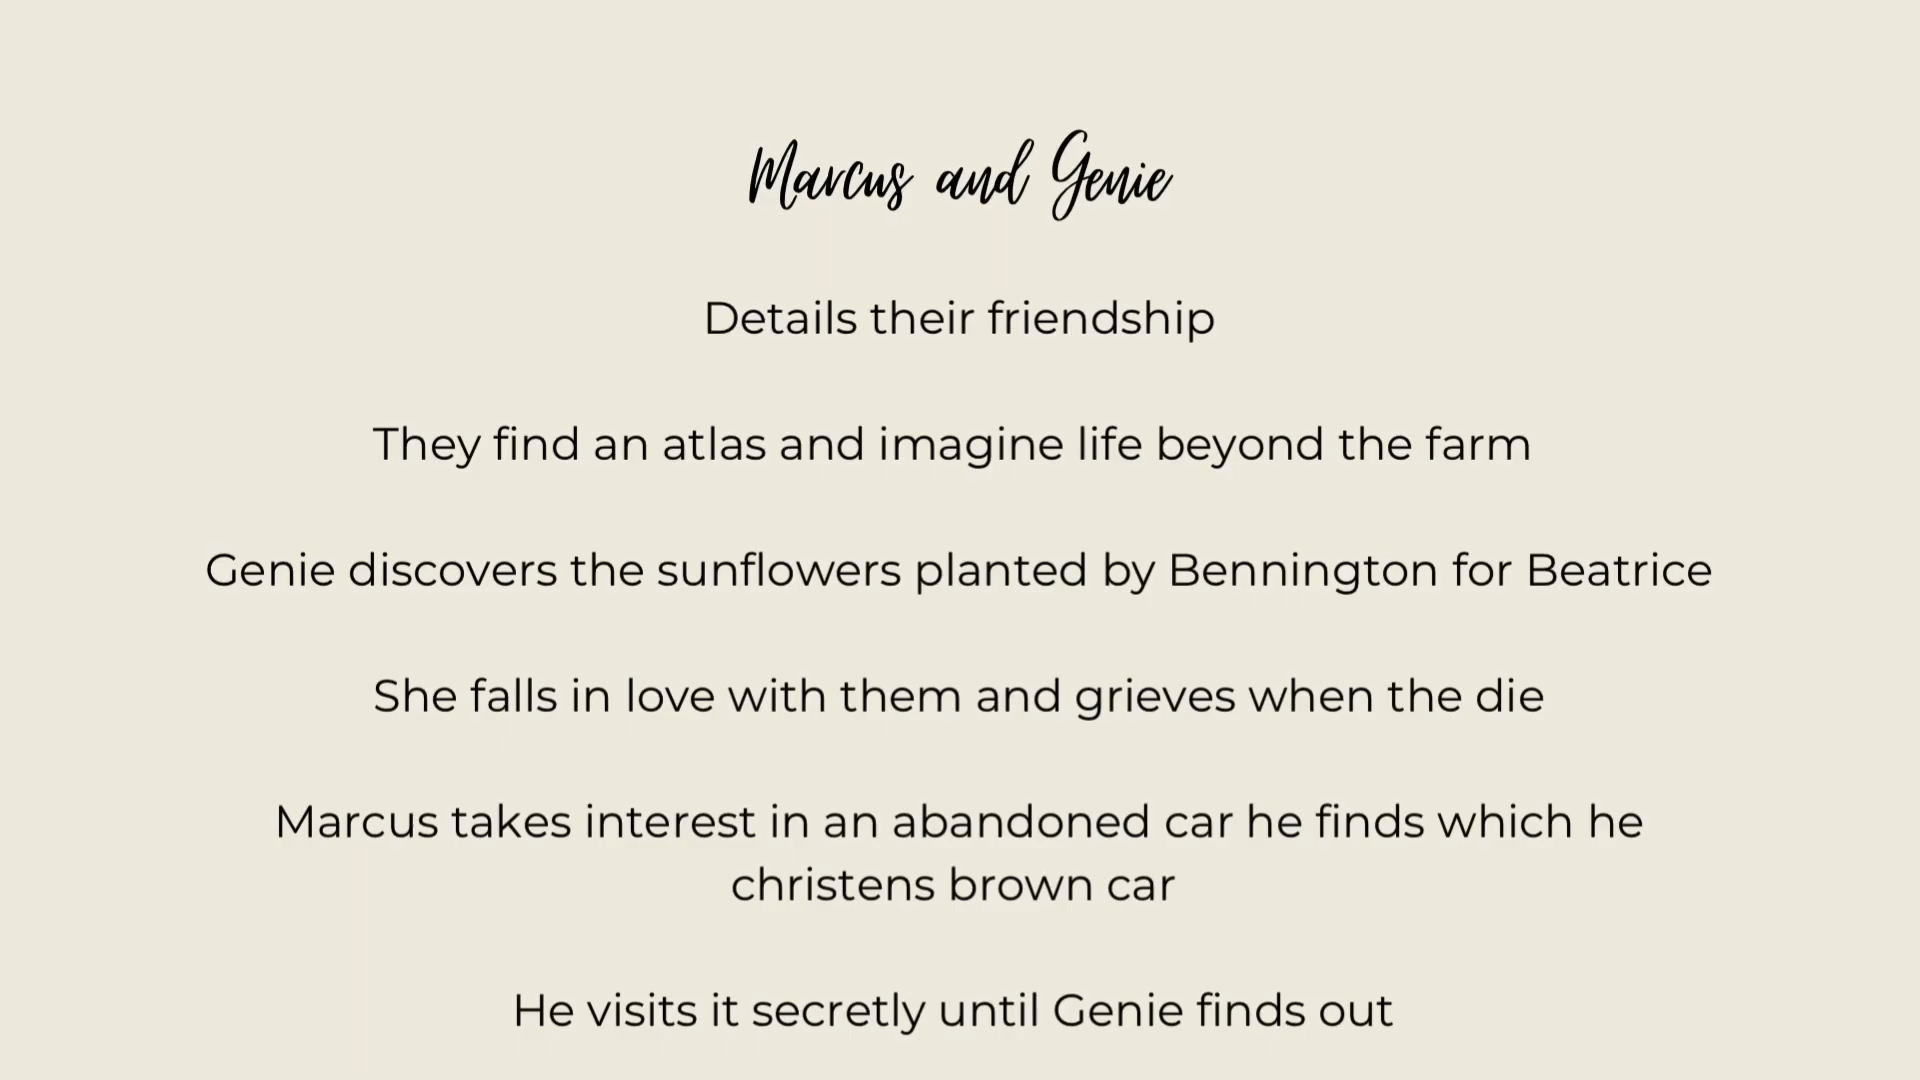 Marcus and Genie
Details their friendship
They find an atlas and imagine life beyond the farm
Genie discovers the sunflowers planted by Bennington for Beatrice
She falls in love with them and grieves when the die
Marcus takes interest in an abandoned car he finds which he
christens brown car
He visits it secretly until Genie finds out